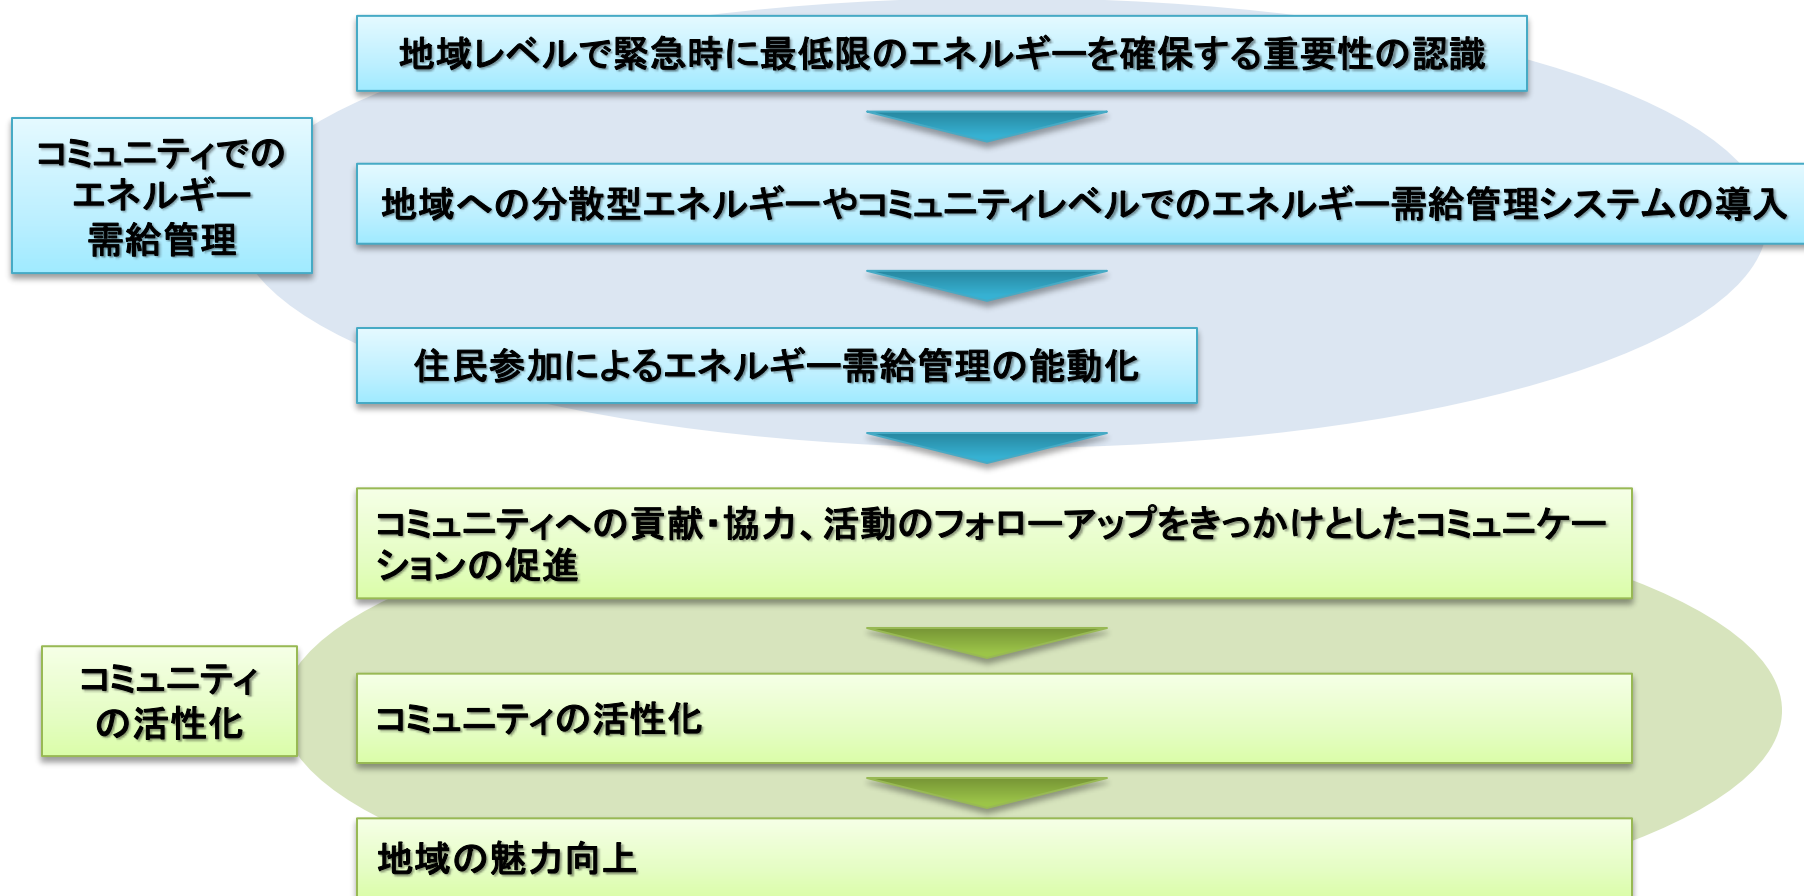 地域レベルで緊急時に最低限のエネルギーを確保する重要性の認識
コミュニティでの
エネルギー
需給管理
地域への分散型エネルギーやコミュニティレベルでのエネルギー需給管理システムの導入
住民参加によるエネルギー需給管理の能動化
コミュニティへの貢献・協力、活動のフォローアップをきっかけとしたコミュニケー
ションの促進
コミュニティ
の活性化
コミュニティの活性化
地域の魅力向上